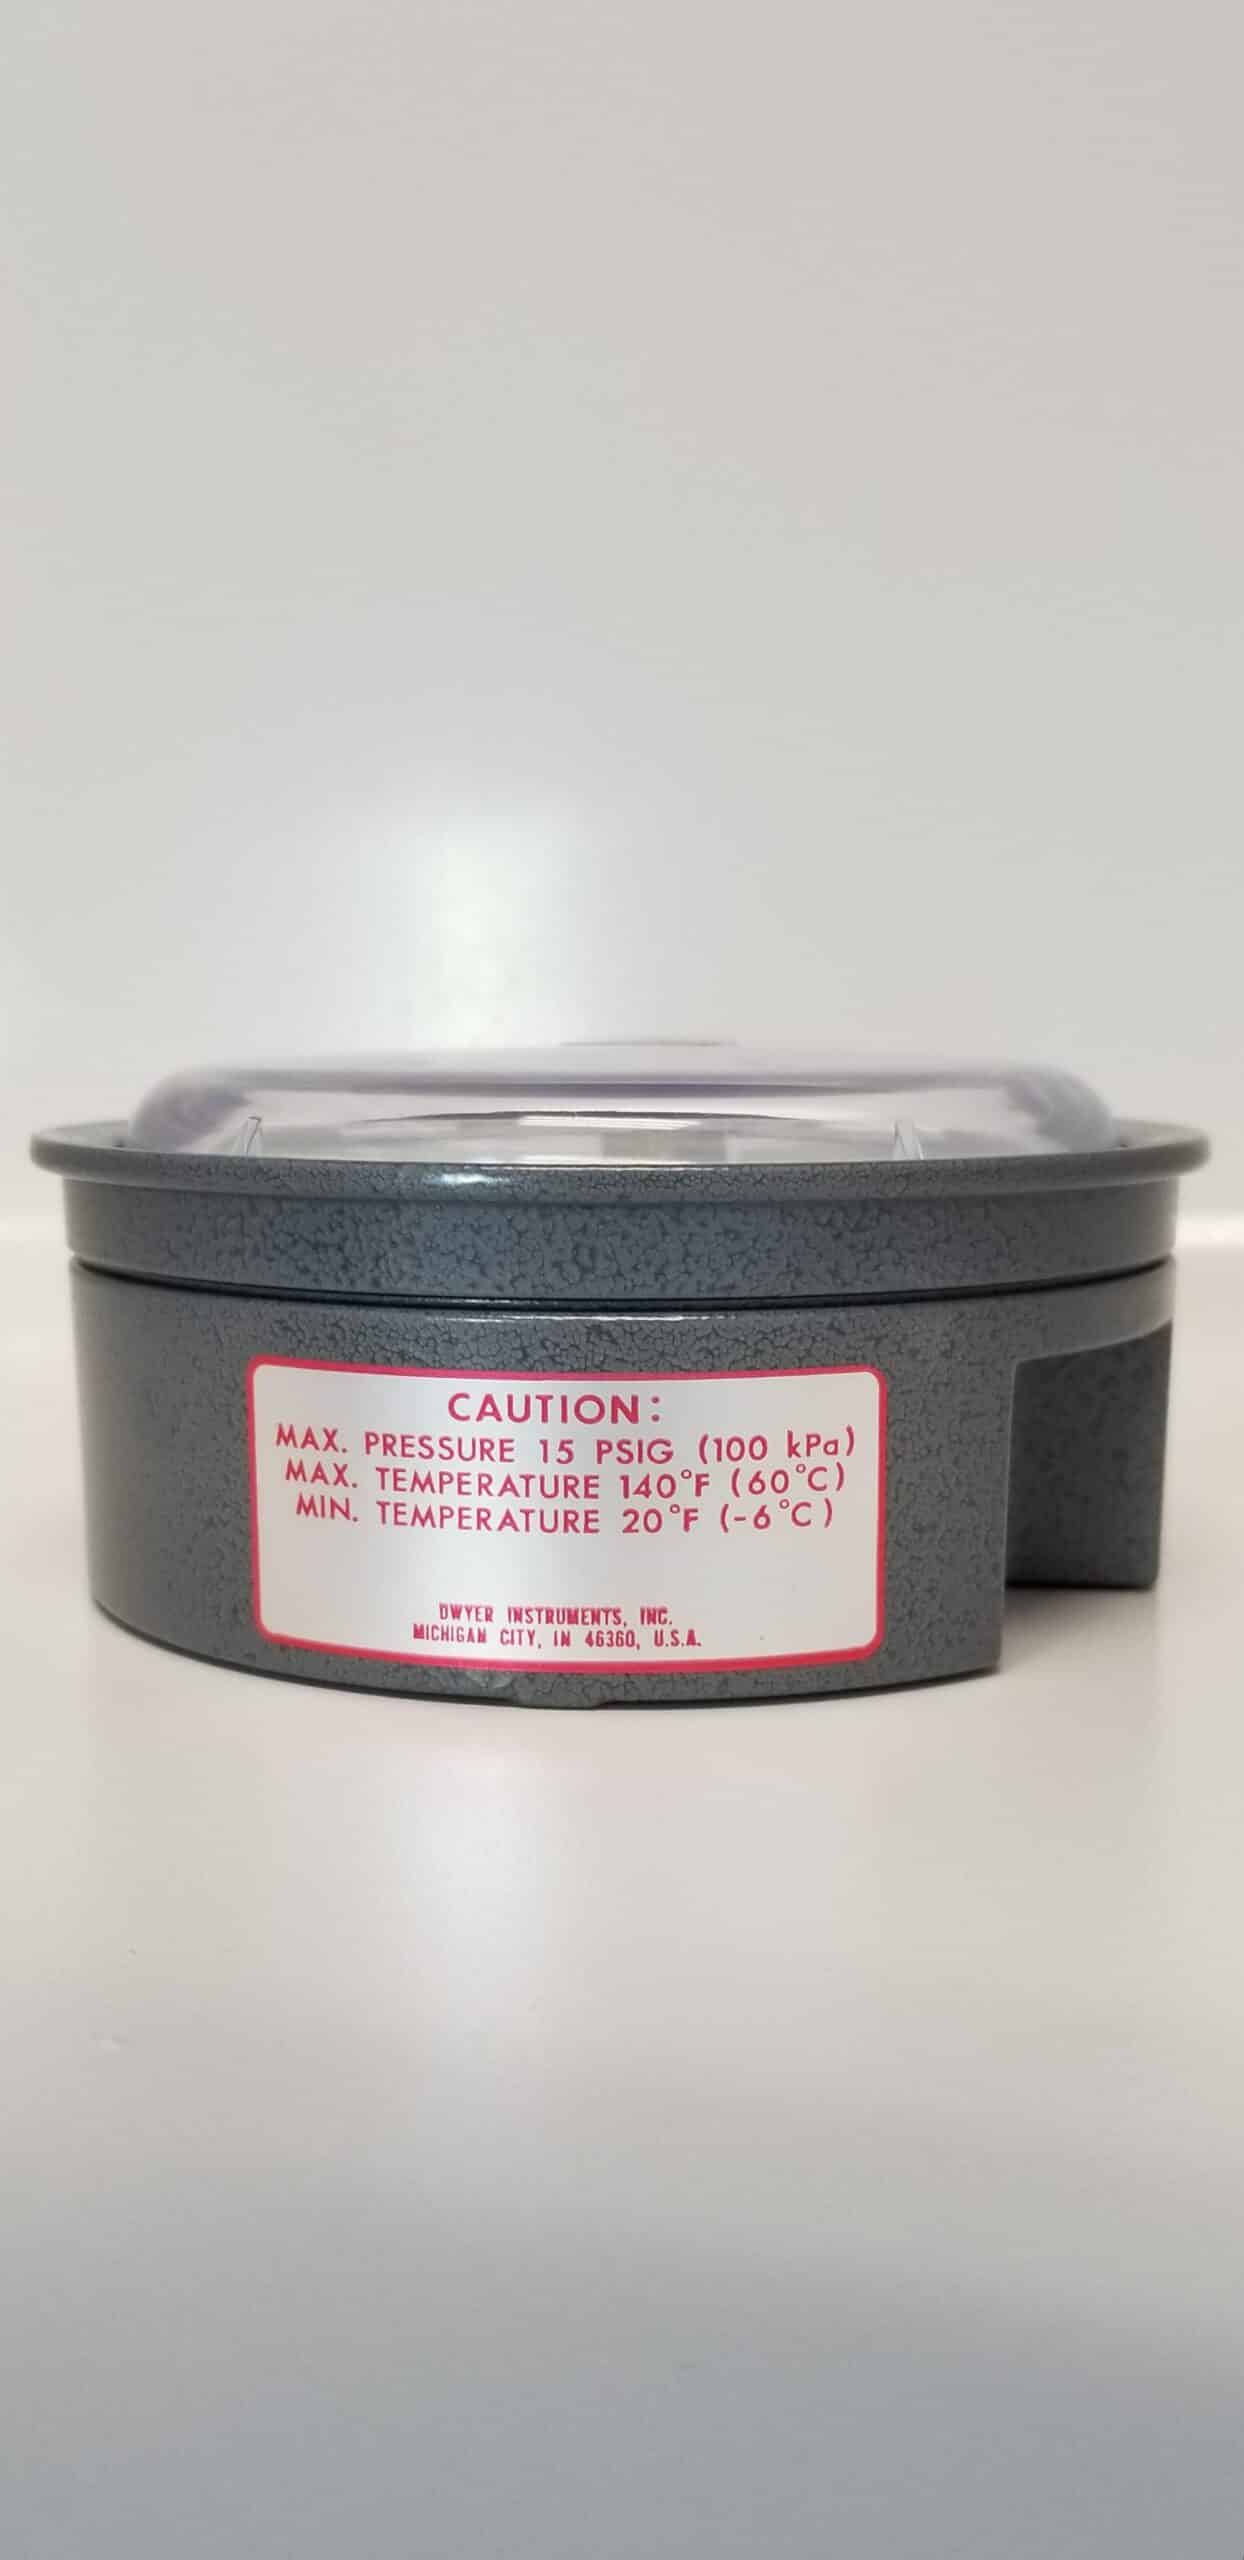 CAUTION:
MAX. PRESSURE 15 PSIG (100 kPa)
MAX. TEMPERATURE 140°F (60°C)
MIN. TEMPERATURE 20°F (-6°C)
DWYER INSTRUMENTS, INC.
MICHIGAN CITY, IN 46360, U.S.A.